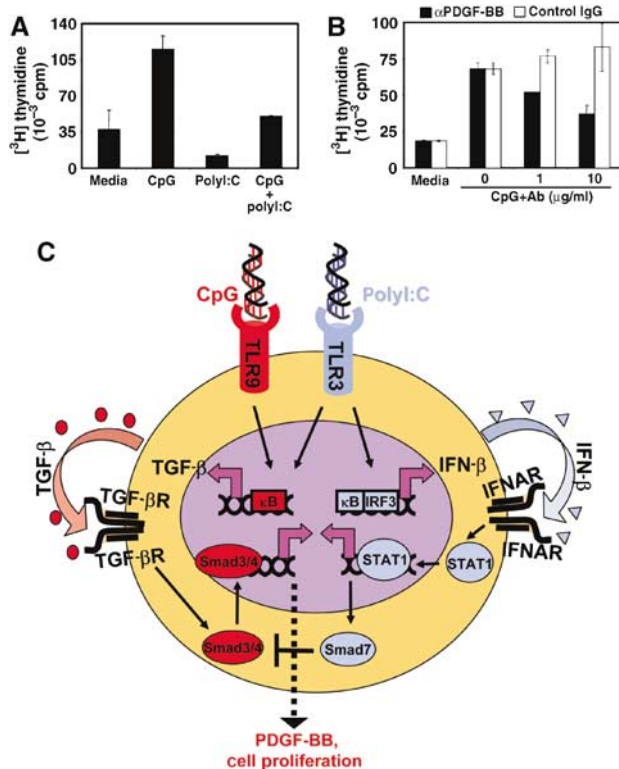 A
[³H] thymidine
(10⁻³ cpm)
140
105
70
35
0
Media
CpG
PolyI:C
CpG
+
polyI:C
B
αPDGF-BB
Control IgG
[³H] thymidine
(10⁻³ cpm)
100
75
50
25
0
Media
0
1
10
CpG+Ab (μg/ml)
C
CpG
PolyI:C
TLR9
TLR3
TGF-β
TGF-βR
TGF-βR
TGF-β
κB
κB
IRF3
IFN-β
IFNAR
IFNAR
IFN-β
Smad3/4
STAT1
STAT1
Smad3/4
Smad7
PDGF-BB,
cell proliferation